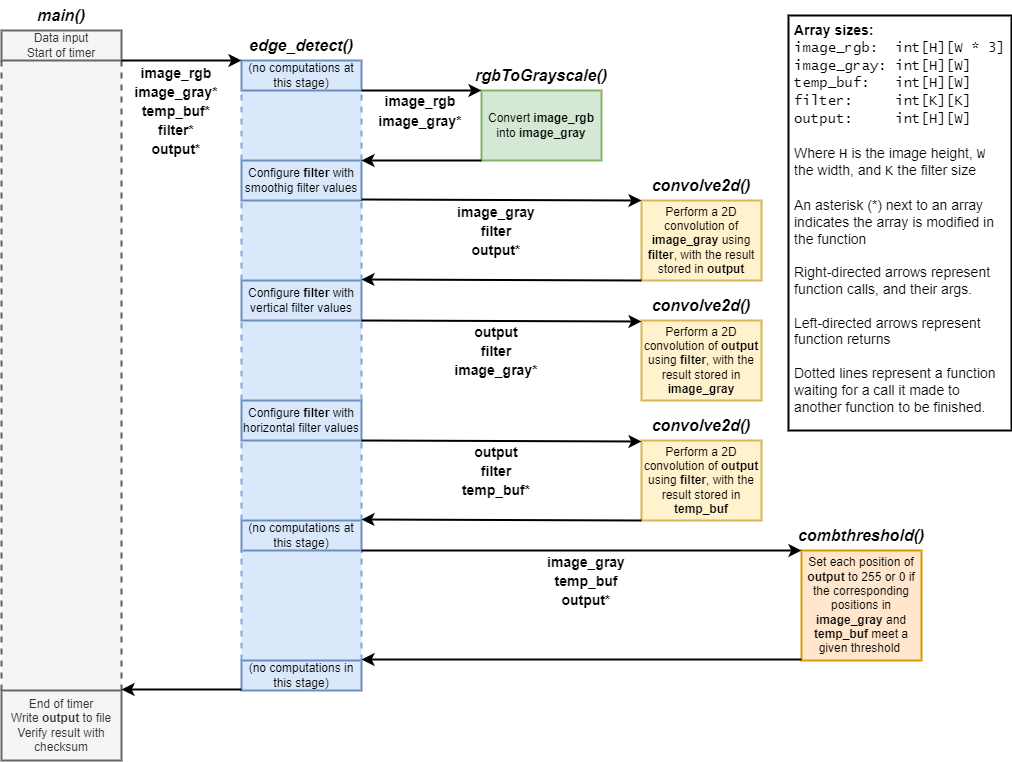 main()
Data input
Start of timer
image_rgb
image_gray*
temp_buf*
filter*
output*
edge_detect()
(no computations at
this stage)
image_rgb
image_gray*
rgbToGrayscale()
Convert image_rgb
into image_gray
Configure filter with
smoothig filter values
image_gray
filter
output*
convolve2d()
Perform a 2D
convolution of
image_gray using
filter, with the result
stored in output
Configure filter with
vertical filter values
output
filter
image_gray*
convolve2d()
Perform a 2D
convolution of output
using filter, with the
result stored in
image_gray
Configure filter with
horizontal filter values
output
filter
temp_buf*
convolve2d()
Perform a 2D
convolution of output
using filter, with the
result stored in
temp_buf
(no computations at
this stage)
image_gray
temp_buf
output*
combthreshold()
Set each position of
output to 255 or 0 if
the corresponding
positions in
image_gray and
temp_buf meet a
given threshold
(no computations in
this stage)
End of timer
Write output to file
Verify result with
checksum
Array sizes:
image_rgb: int[H][W * 3]
image_gray: int[H][W]
temp_buf: int[H][W]
filter: int[K][K]
output: int[H][W]
Where H is the image height, W
the width, and K the filter size
An asterisk (*) next to an array
indicates the array is modified in
the function
Right-directed arrows represent
function calls, and their args.
Left-directed arrows represent
function returns
Dotted lines represent a function
waiting for a call it made to
another function to be finished.